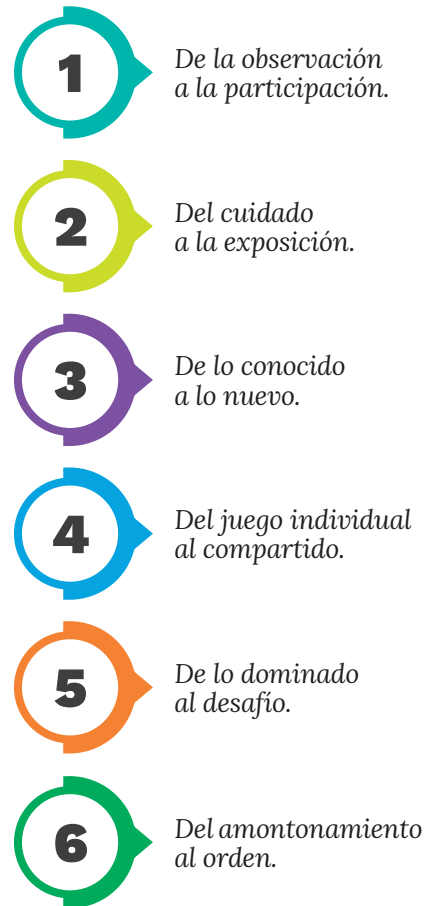 1
De la observación
a la participación.
2
Del cuidado
a la exposición.
3
De lo conocido
a lo nuevo.
4
Del juego individual
al compartido.
5
De lo dominado
al desafío.
6
Del amontonamiento
al orden.